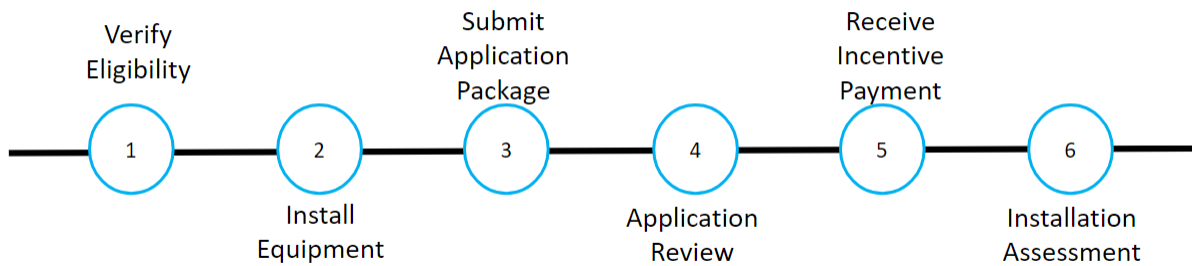 Verify
Eligibility
1
Install
Equipment
2
Submit
Application
Package
3
Application
Review
4
Receive
Incentive
Payment
5
Installation
Assessment
6